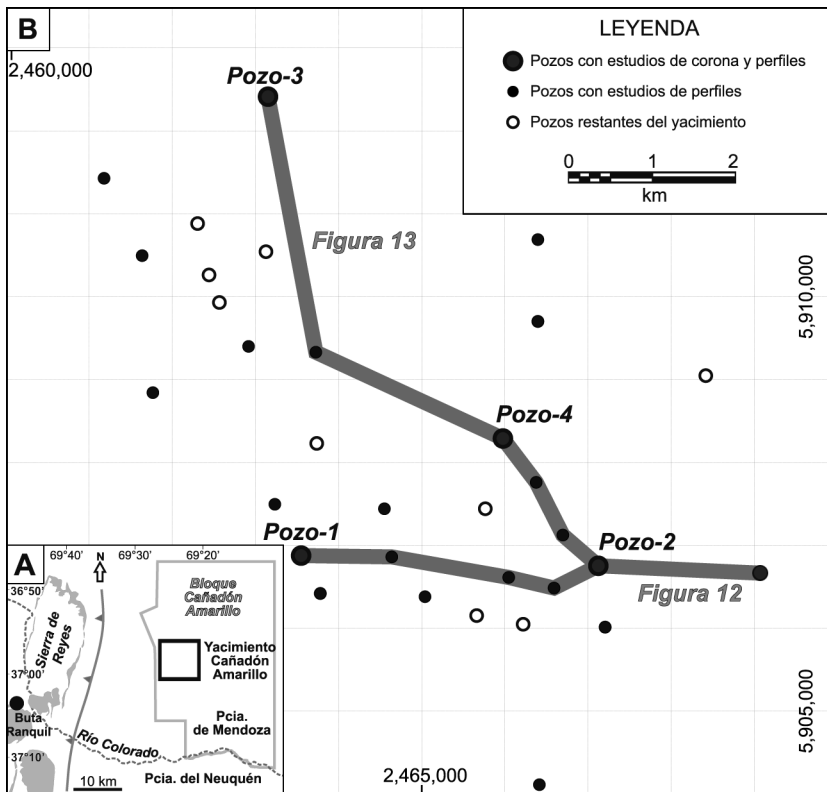 B
2,460,000
Pozo-3
LEYENDA
Pozos con estudios de corona y perfiles
Pozos con estudios de perfiles
Pozos restantes del yacimiento
0 1 2
km
Figura 13
5,910,000
Pozo-4
Pozo-1
Pozo-2
Figura 12
5,905,000
2,465,000
A
69°40'
N
69°30'
69°20'
36°50'
37°00'
37°10'
Bloque
Cañadón
Amarillo
Sierra de
Reyes
Yacimiento
Cañadón
Amarillo
Buta
Ranquil
Río Colorado
Pcia.
de Mendoza
Pcia. del Neuquén
10 km